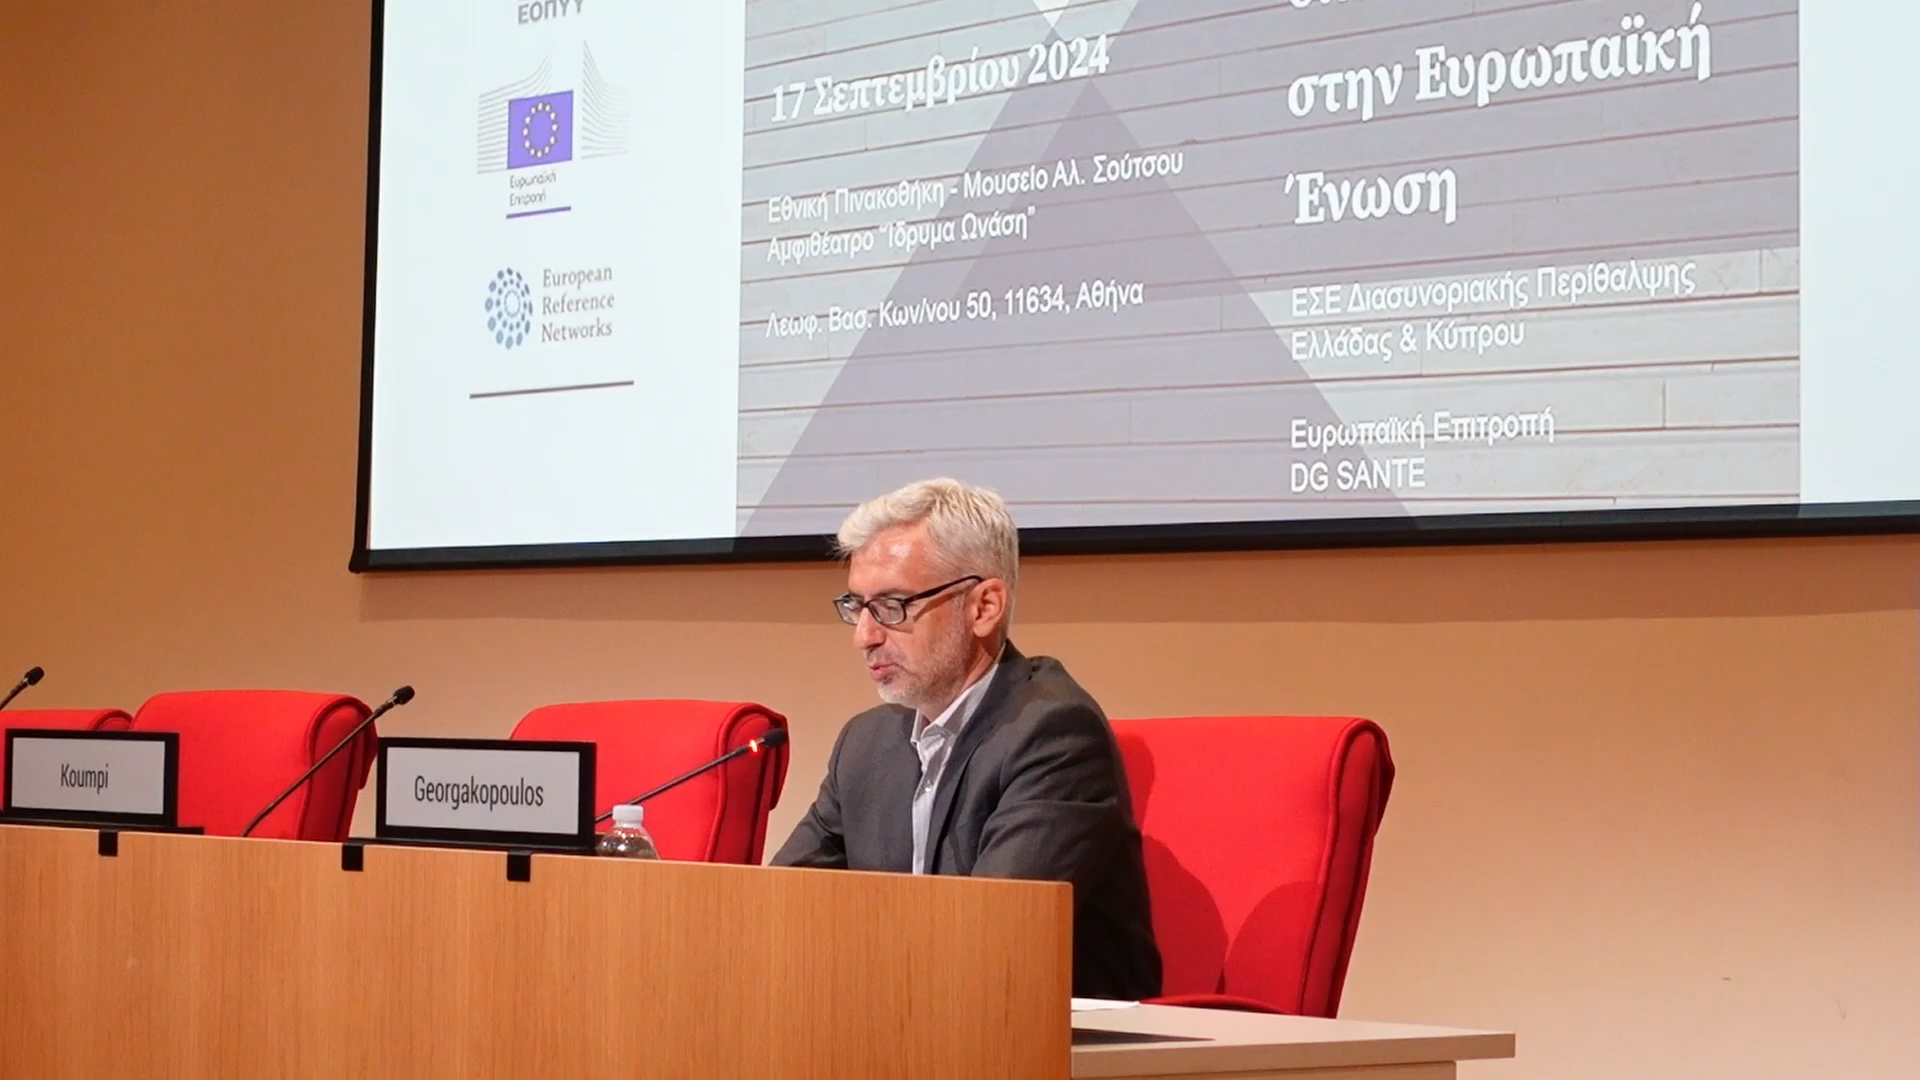 ΕΟΠΥΥ
Ευρωπαϊκή
Επιτροπή
European
Reference
Networks
17 Σεπτεμβρίου 2024
Εθνική Πινακοθήκη - Μουσείο Αλ. Σούτσου
Αμφιθέατρο “Ίδρυμα Ωνάση”
Λεωφ. Βασ. Κων/νου 50, 11634, Αθήνα
στην Ευρωπαϊκή
Ένωση
ΕΣΕ Διασυνοριακής Περίθαλψης
Ελλάδας & Κύπρου
Ευρωπαϊκή Επιτροπή
DG SANTE
Koumpi
Georgakopoulos